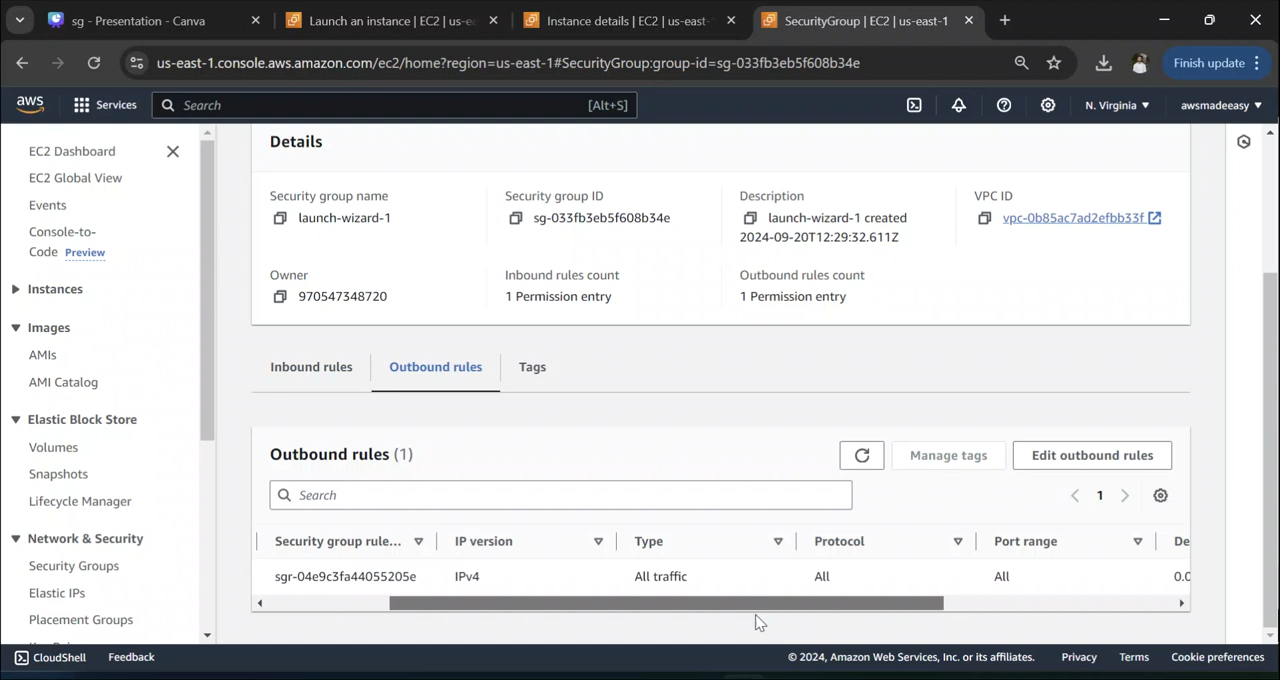 sg - Presentation - Canva
Launch an instance | EC2 | us-ea
Instance details | EC2 | us-east-
SecurityGroup | EC2 | us-east-1
us-east-1.console.aws.amazon.com/ec2/home?region=us-east-1#SecurityGroup:group-id=sg-033fb3eb5f608b34e
Finish update
aws
Services
Search
[Alt+S]
N. Virginia
awsmadeeasy
EC2 Dashboard
EC2 Global View
Events
Console-to-
Code Preview
Instances
Images
AMIs
AMI Catalog
Elastic Block Store
Volumes
Snapshots
Lifecycle Manager
Network & Security
Security Groups
Elastic IPs
Placement Groups
Details
Security group name
launch-wizard-1
Security group ID
sg-033fb3eb5f608b34e
Description
launch-wizard-1 created
2024-09-20T12:29:32.611Z
VPC ID
vpc-0b85ac7ad2efbb33f
Owner
970547348720
Inbound rules count
1 Permission entry
Outbound rules count
1 Permission entry
Inbound rules
Outbound rules
Tags
Outbound rules (1)
Manage tags
Edit outbound rules
Search
1
Security group rule...
IP version
Type
Protocol
Port range
De
sgr-04e9c3fa44055205e
IPv4
All traffic
All
All
0.0
CloudShell
Feedback
© 2024, Amazon Web Services, Inc. or its affiliates.
Privacy
Terms
Cookie preferences